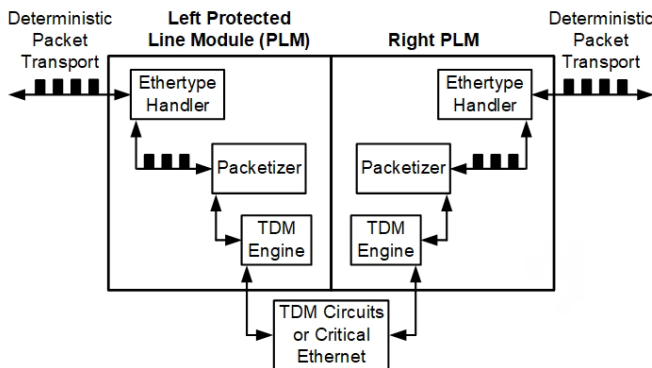 Deterministic
Packet
Transport
Left Protected
Line Module (PLM)
Right PLM
Deterministic
Packet
Transport
Ethertype
Handler
Ethertype
Handler
Packetizer
Packetizer
TDM
Engine
TDM
Engine
TDM Circuits
or Critical
Ethernet